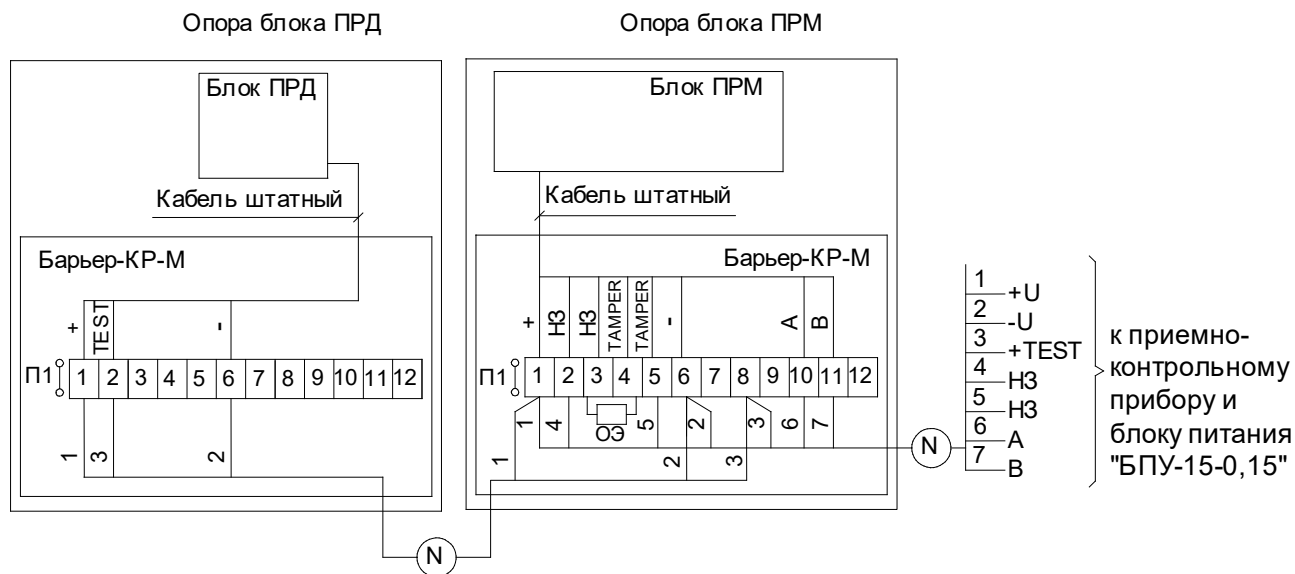 Опора блока ПРД
Опора блока ПРМ
Блок ПРД
Блок ПРМ
Кабель штатный
Кабель штатный
Барьер-КР-М
+
TEST
-
П1
1 2 3 4 5 6 7 8 9 10 11 12
1
3
2
Барьер-КР-М
+
НЗ
НЗ
TAMPER
TAMPER
-
A
B
П1
1 2 3 4 5 6 7 8 9 10 11 12
1
4
ОЭ
5
2
3
6
7
1
2
3
N
N
1
+U
2
-U
3
+TEST
4
НЗ
5
НЗ
6
A
7
B
к приемно-
контрольному
прибору и
блоку питания
"БПУ-15-0,15"